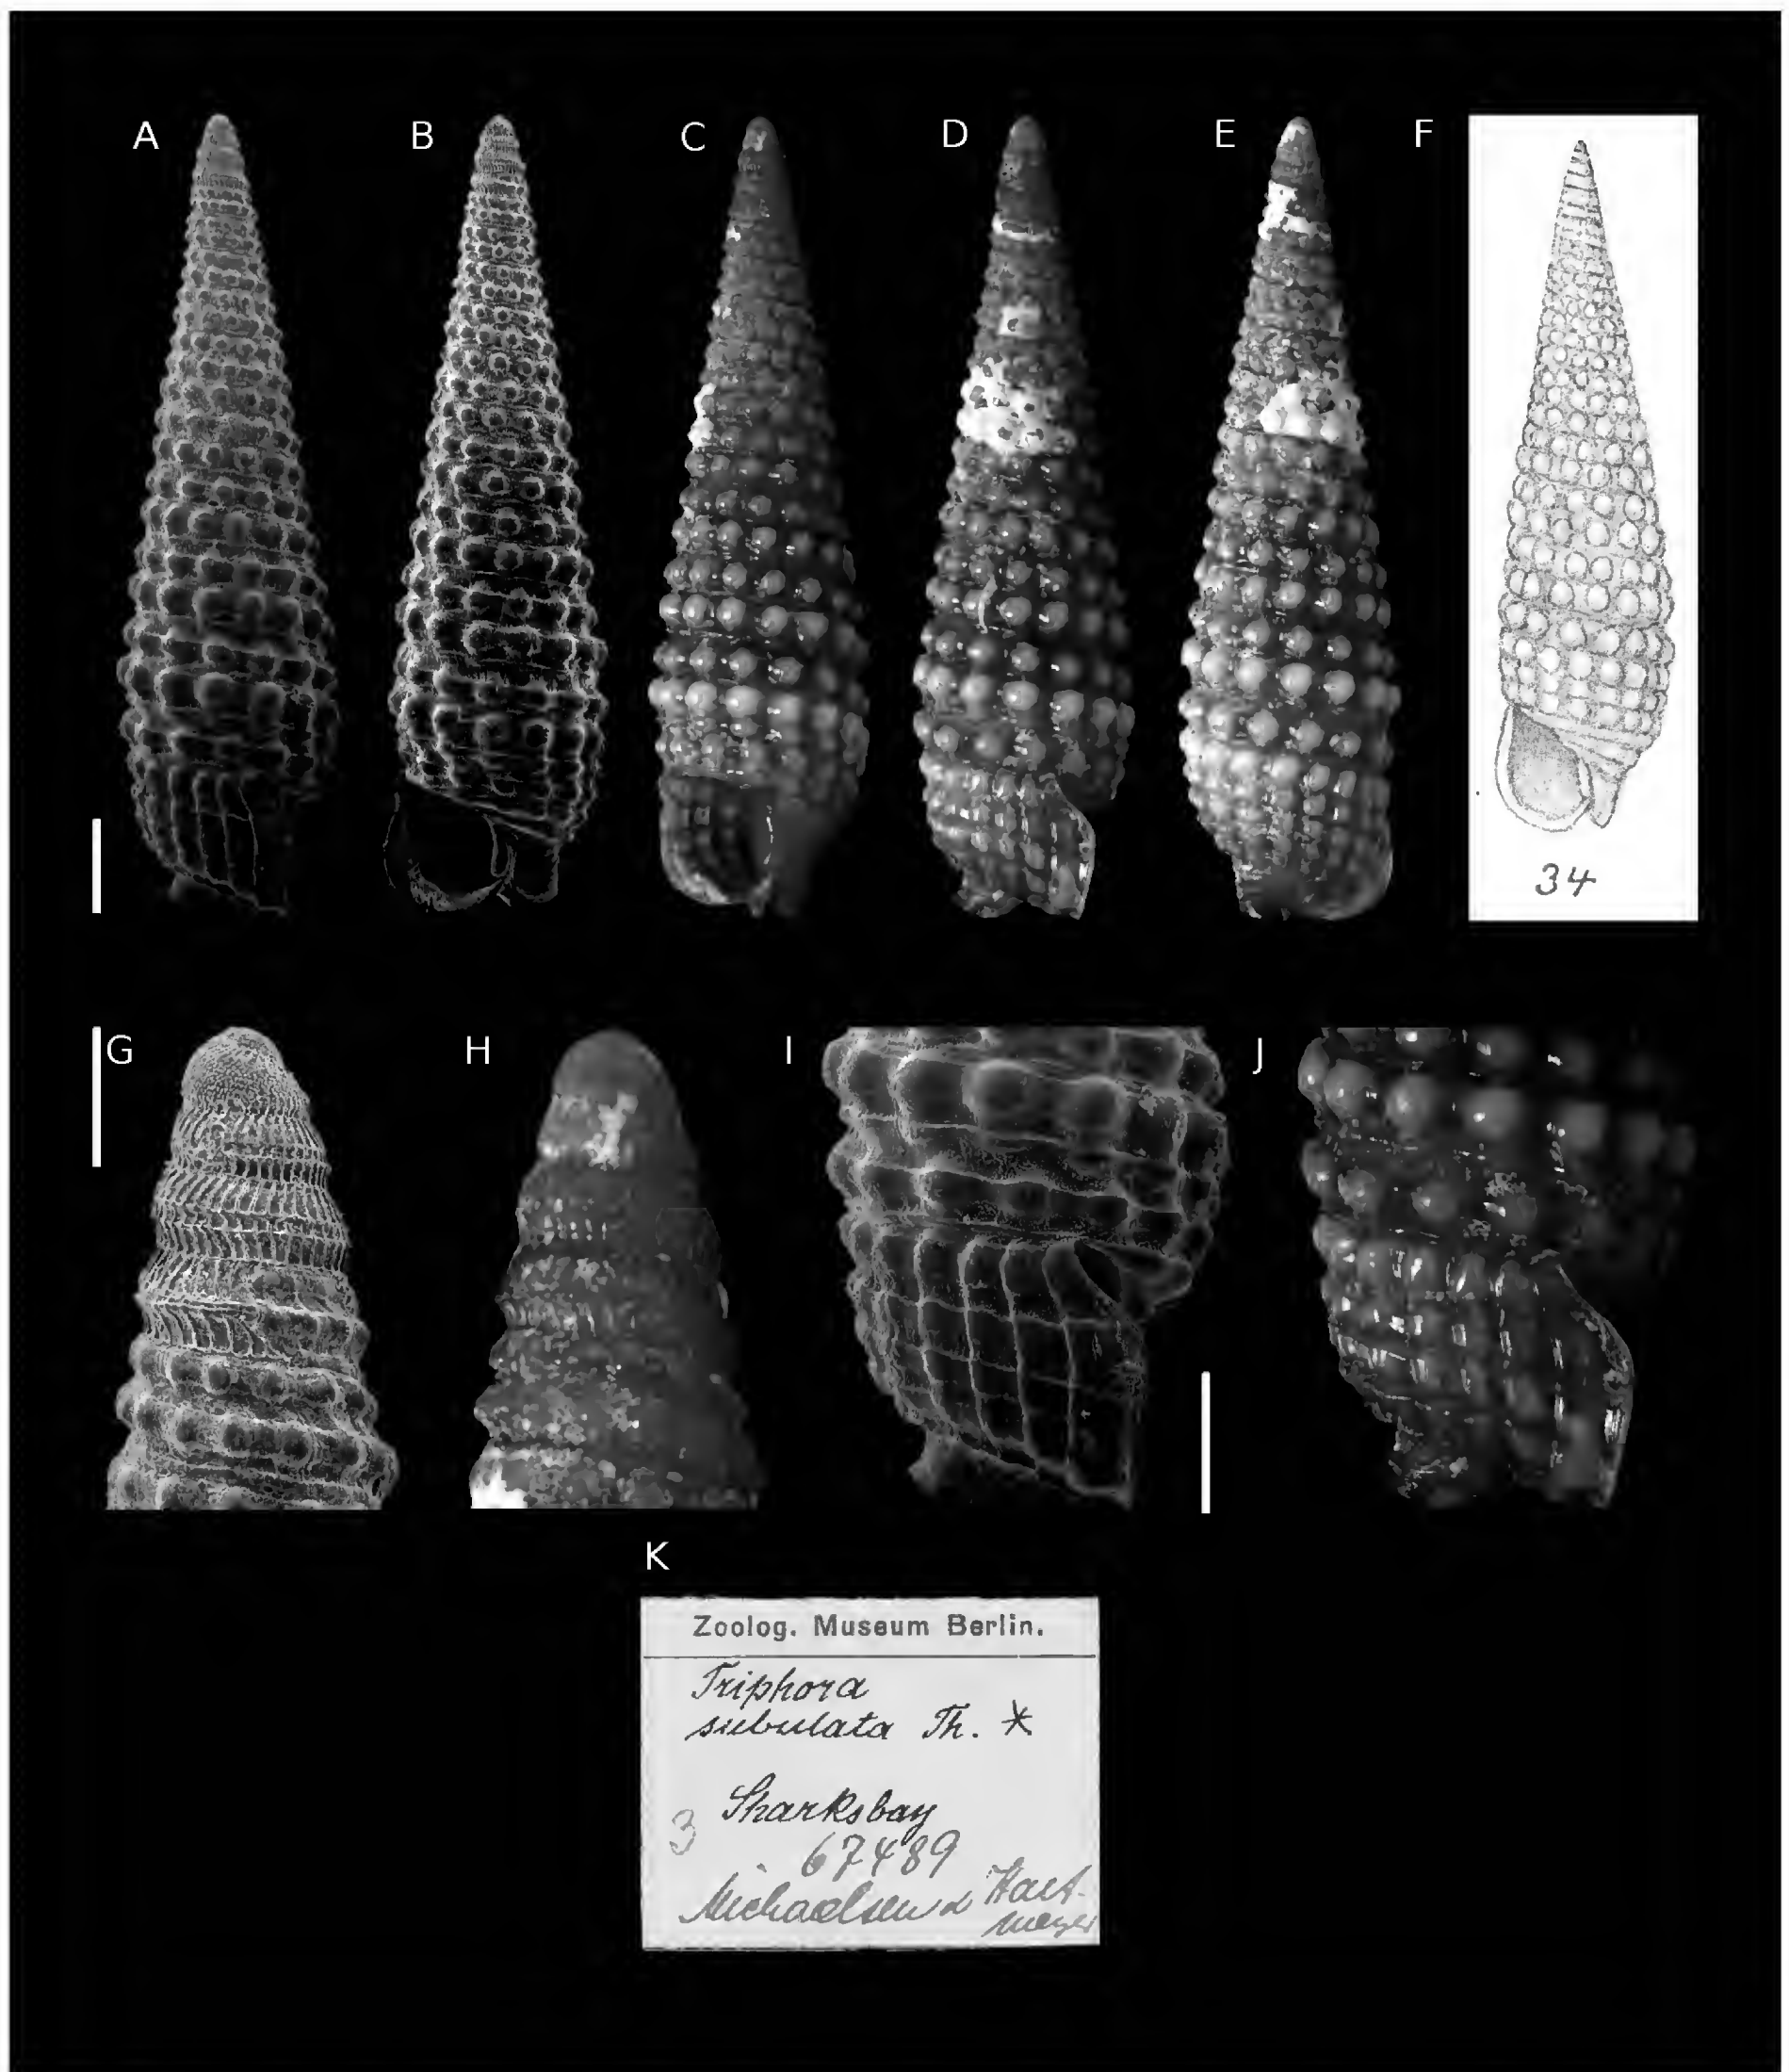 A
B
C
D
E
F
34
G
H
I
J
K
Zoolog. Museum Berlin.
Triphora
subulata Th. *
Sharksbay
3
67489
Michaelsen & Hart-
meyer